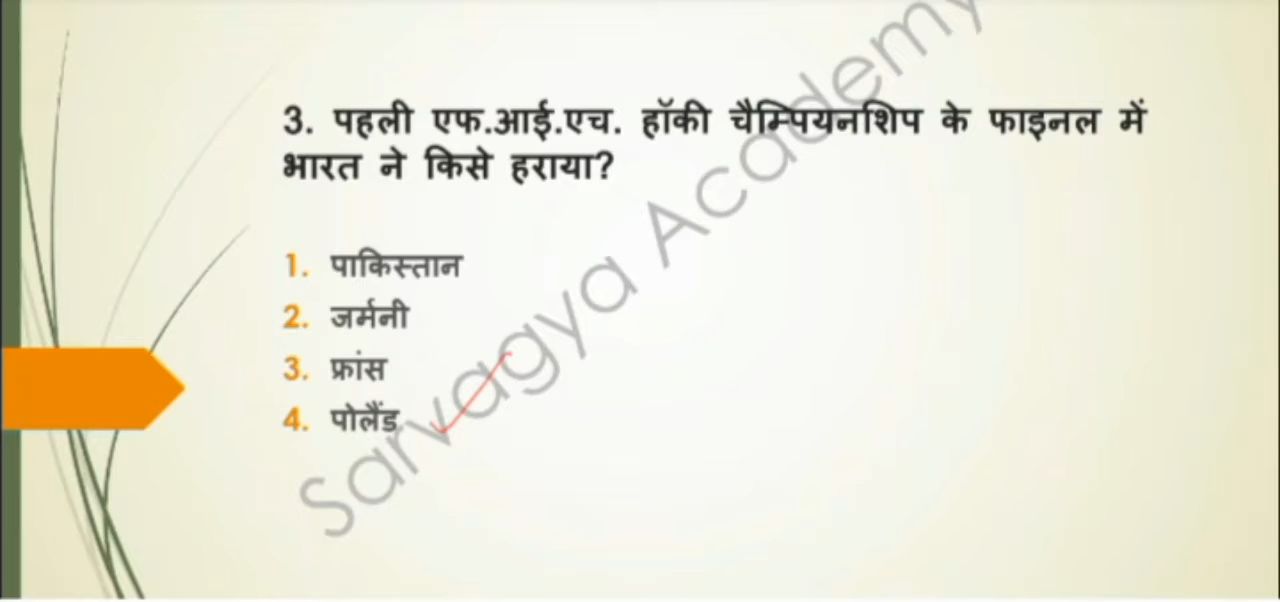 3. पहली एफ.आई.एच. हॉकी चैम्पियनशिप के फाइनल में
भारत ने किसे हराया?
1. पाकिस्तान
2. जर्मनी
3. फ्रांस
4. पोलैंड
Sarvagya Academy